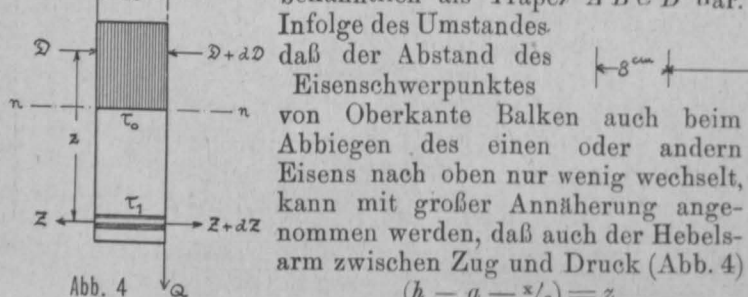 Infolge des Umstandes
daß der Abstand des
Eisenschwerpunktes
von Oberkante Balken auch beim
Abbiegen des einen oder andern
Eisens nach oben nur wenig wechselt,
kann mit großer Annäherung ange-
nommen werden, daß auch der Hebels-
arm zwischen Zug und Druck (Abb. 4)
(h — a — x/₂) = z
D
D + dD
8 cm
n
n
τ₀
z
τ₁
Z
Z + dZ
Abb. 4
Q